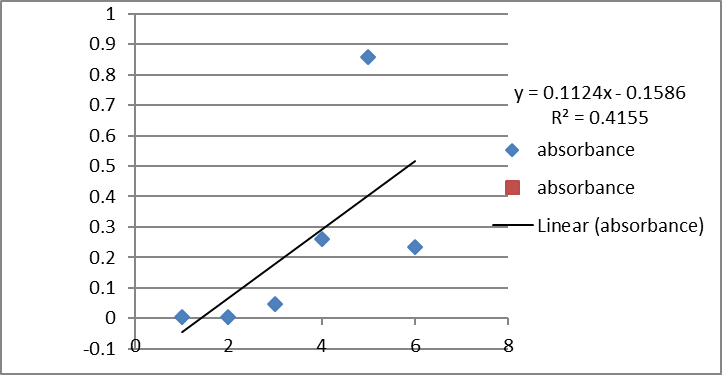 1
0.9
0.8
0.7
0.6
0.5
0.4
0.3
0.2
0.1
0
-0.1
0 2 4 6 8
y = 0.1124x - 0.1586
R² = 0.4155
absorbance
absorbance
Linear (absorbance)